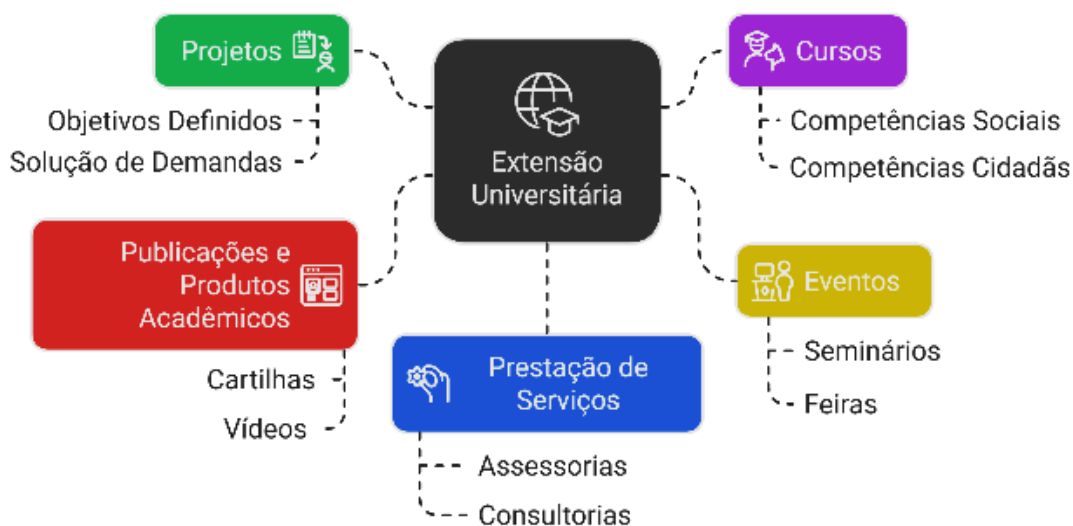 Extensão
Universitária
Projetos
Objetivos Definidos
Solução de Demandas
Cursos
Competências Sociais
Competências Cidadãs
Publicações e
Produtos
Acadêmicos
Cartilhas
Vídeos
Eventos
Seminários
Feiras
Prestação de
Serviços
Assessorias
Consultorias